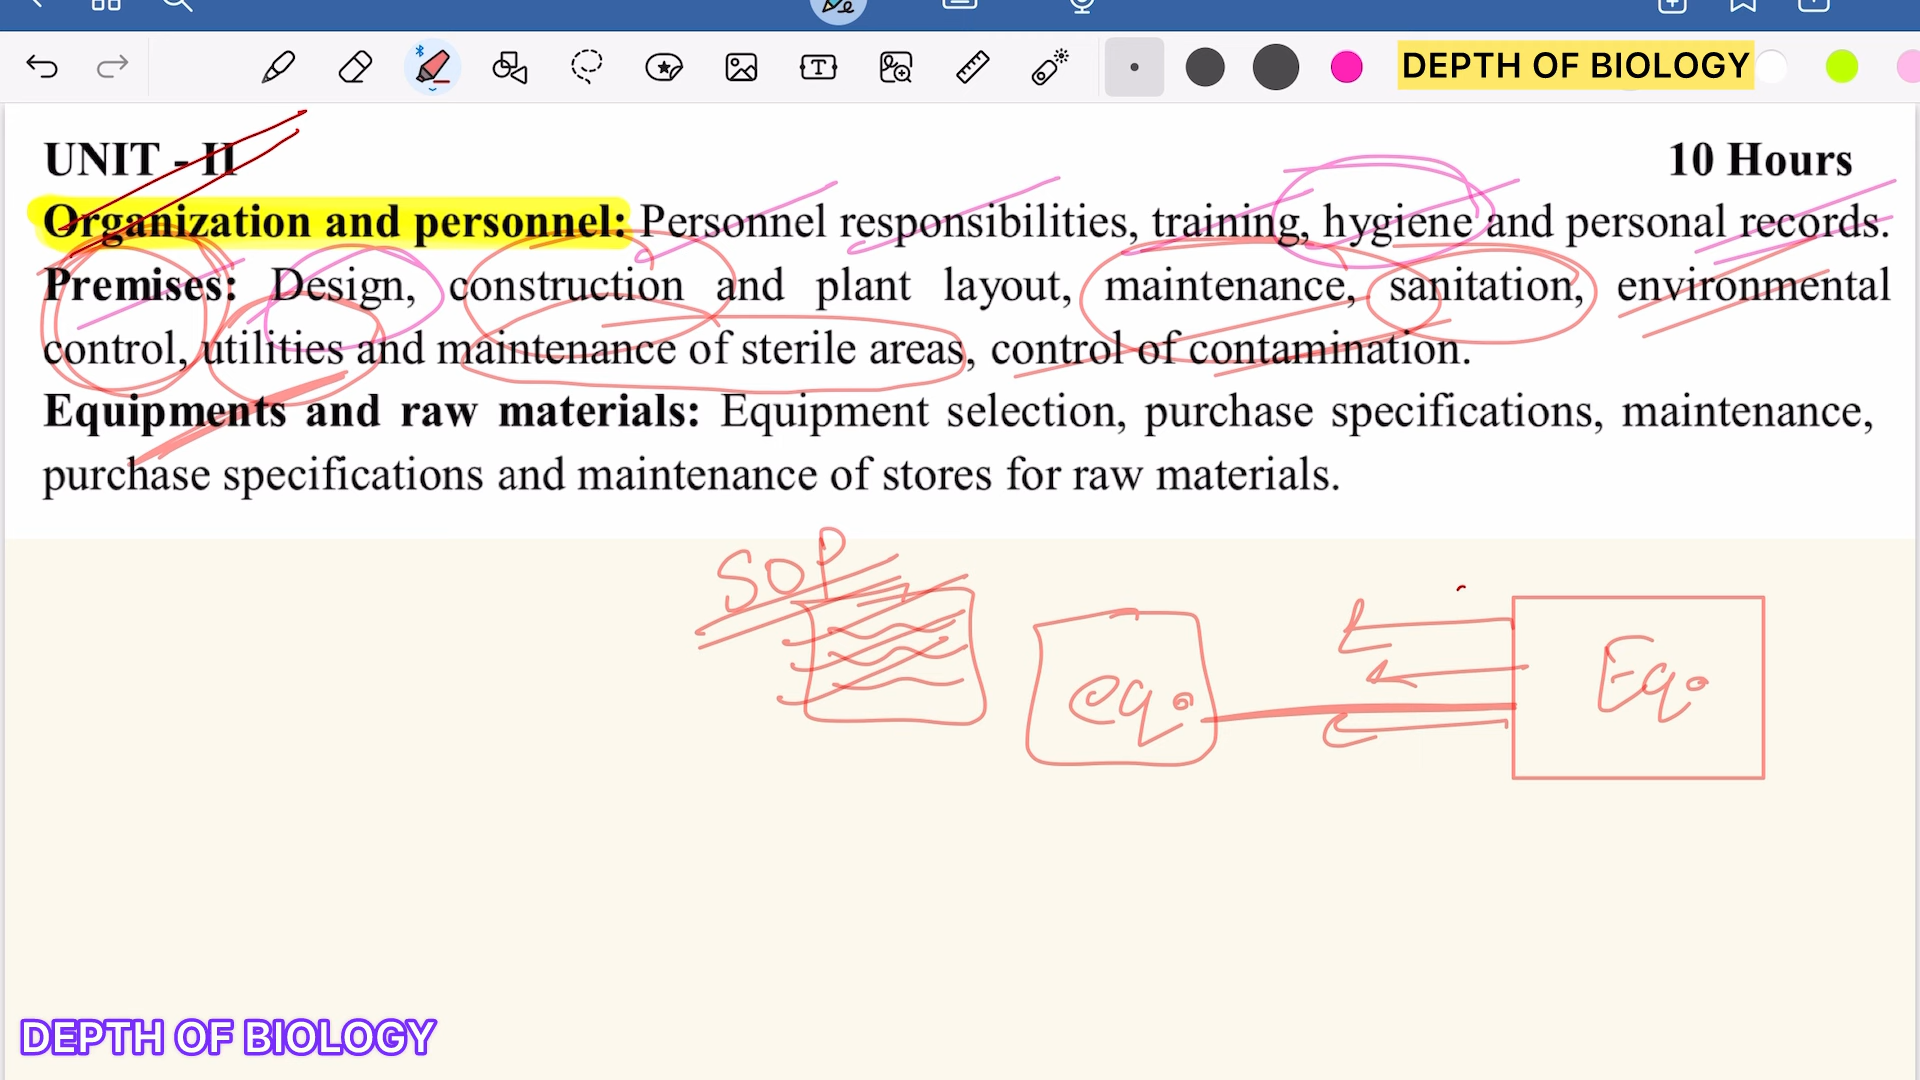 DEPTH OF BIOLOGY
UNIT - II 10 Hours
Organization and personnel: Personnel responsibilities, training, hygiene and personal records.
Premises: Design, construction and plant layout, maintenance, sanitation, environmental
control, utilities and maintenance of sterile areas, control of contamination.
Equipments and raw materials: Equipment selection, purchase specifications, maintenance,
purchase specifications and maintenance of stores for raw materials.
SOP
eq.
Eq.
DEPTH OF BIOLOGY